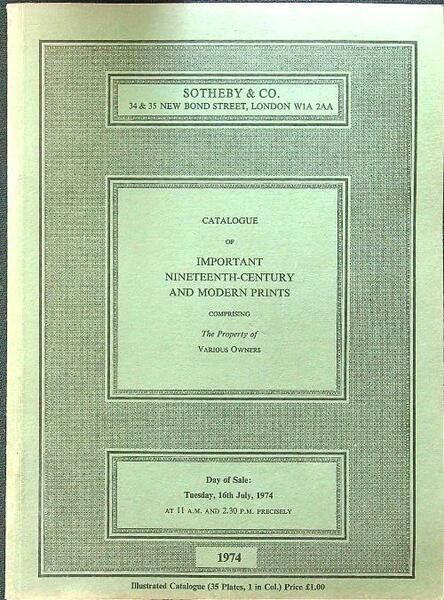 SOTHEBY & CO.
34 & 35 NEW BOND STREET, LONDON W1A 2AA
CATALOGUE
OF
IMPORTANT
NINETEENTH-CENTURY
AND MODERN PRINTS
COMPRISING
The Property of
VARIOUS OWNERS
Day of Sale:
Tuesday, 16th July, 1974
AT 11 A.M. AND 2.30 P.M. PRECISELY
1974
Illustrated Catalogue (35 Plates, 1 in Col.) Price £1.00